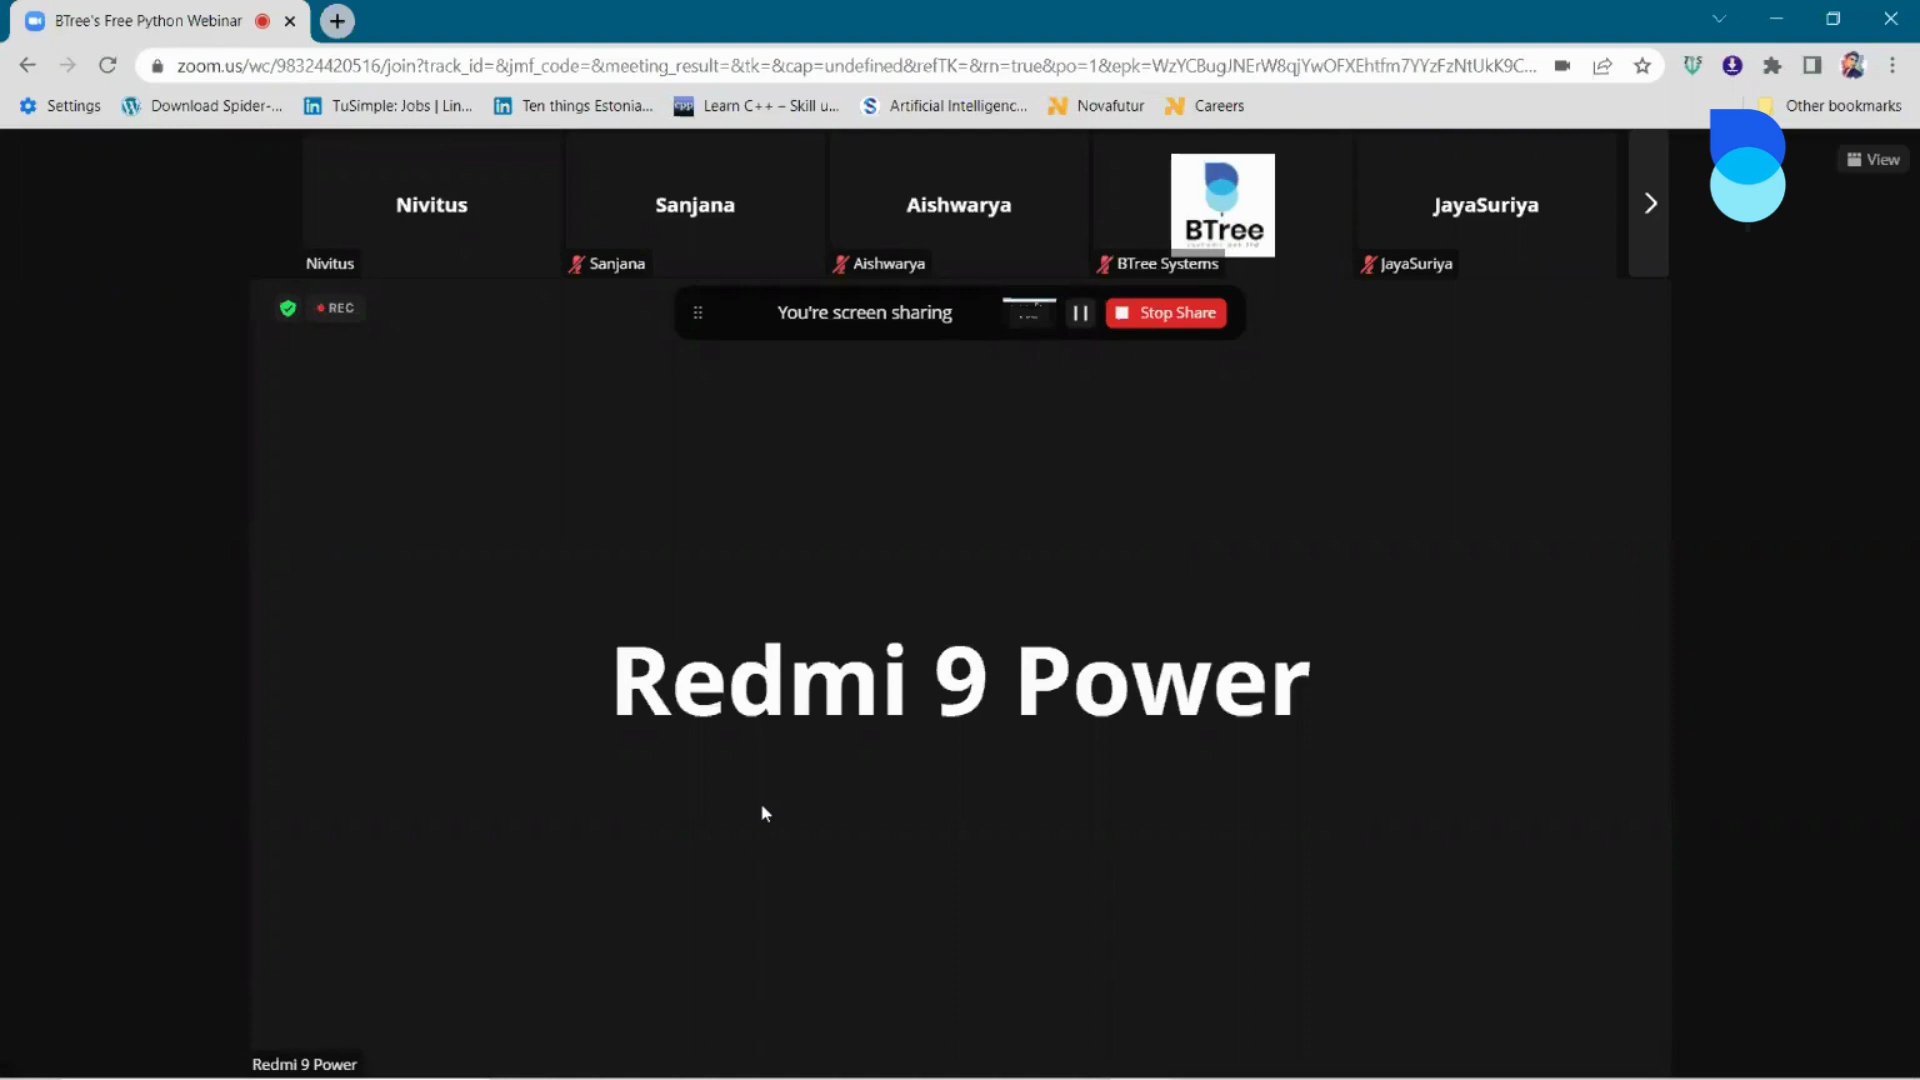 BTree's Free Python Webinar
zoom.us/wc/98324420516/join?track_id=&jmf_code=&meeting_result=&tk=&cap=undefined&refTK=&rn=true&po=1&epk=WzYCBugJNErW8qjYwOFXEhtfm7YYzFzNtUkK9C...
Settings Download Spider-... TuSimple: Jobs | Lin... Ten things Estonia... Learn C++ – Skill u... Artificial Intelligenc... Novafutur Careers Other bookmarks
View
Nivitus Sanjana Aishwarya BTree JayaSuriya
Nivitus Sanjana Aishwarya BTree Systems JayaSuriya
REC
You're screen sharing Stop Share
Redmi 9 Power
Redmi 9 Power